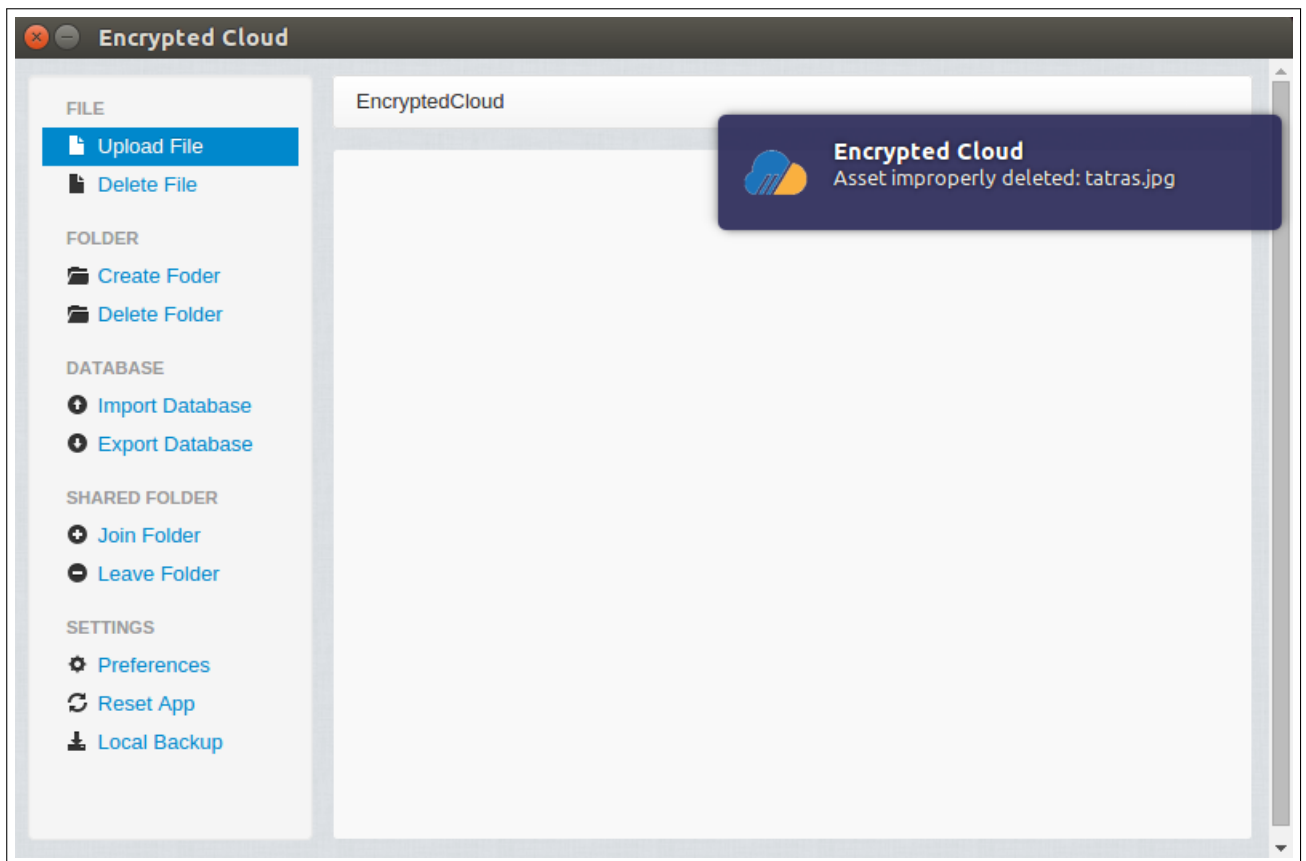 Encrypted Cloud
FILE
Upload File
Delete File
FOLDER
Create Foder
Delete Folder
DATABASE
Import Database
Export Database
SHARED FOLDER
Join Folder
Leave Folder
SETTINGS
Preferences
Reset App
Local Backup
EncryptedCloud
Encrypted Cloud
Asset improperly deleted: tatras.jpg